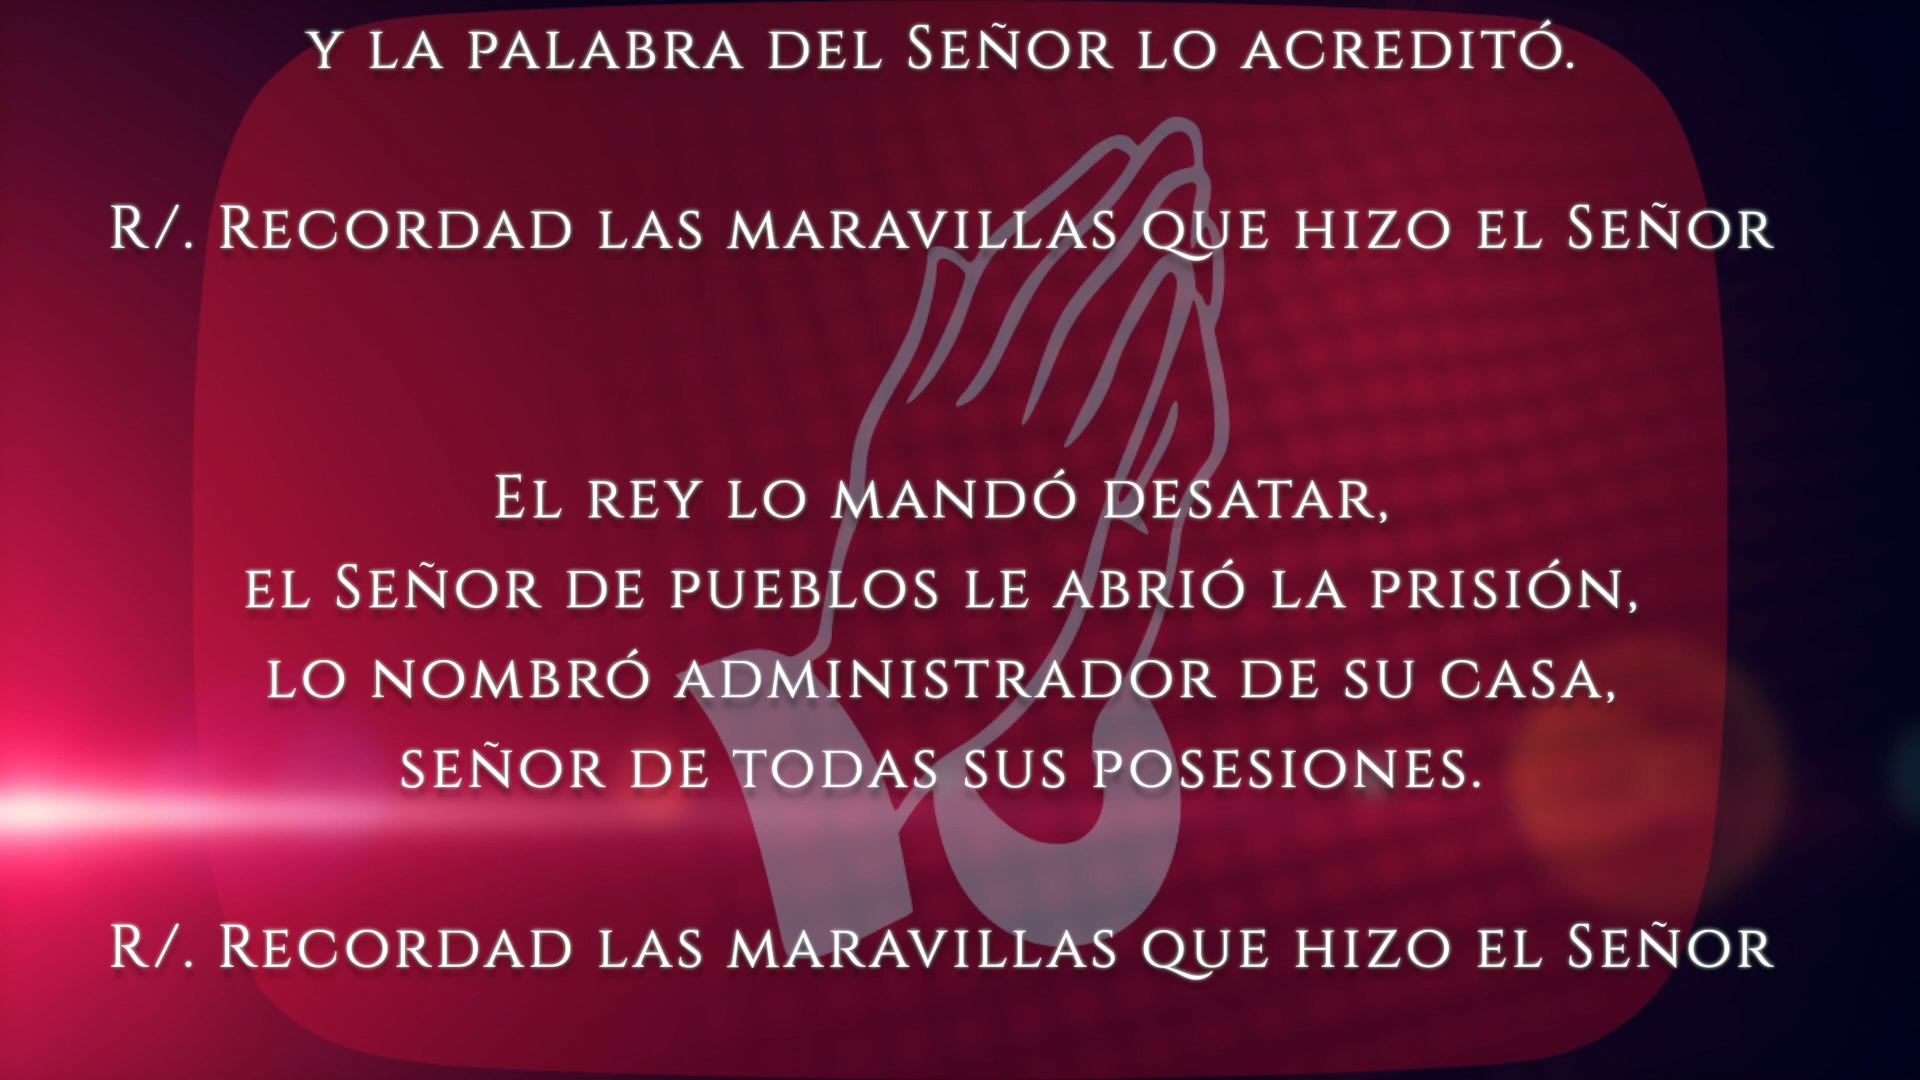 y la palabra del Señor lo acreditó.
R/. Recordad las maravillas que hizo el Señor
El rey lo mandó desatar,
el Señor de pueblos le abrió la prisión,
lo nombró administrador de su casa,
señor de todas sus posesiones.
R/. Recordad las maravillas que hizo el Señor